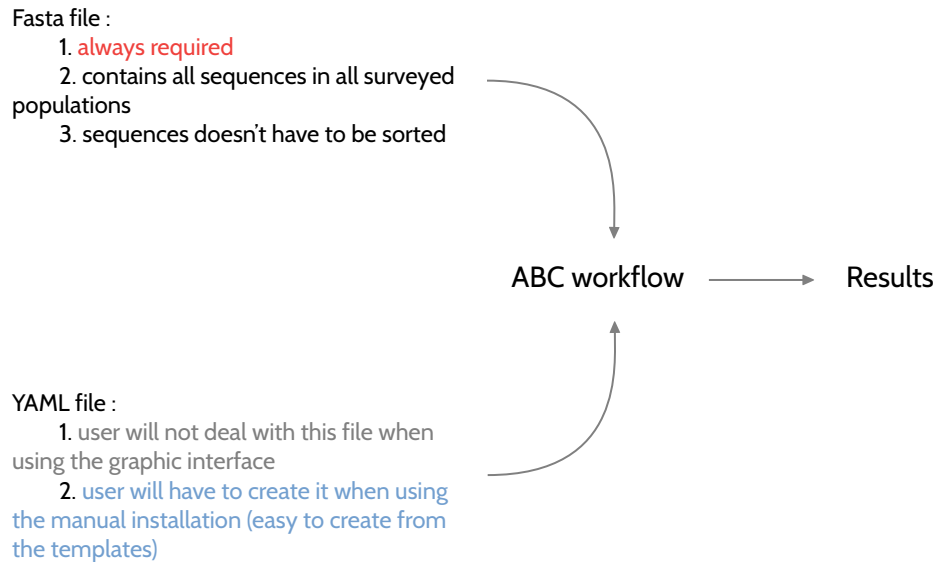 Fasta file :
1. always required
2. contains all sequences in all surveyed
populations
3. sequences doesn't have to be sorted
ABC workflow
Results
YAML file :
1. user will not deal with this file when
using the graphic interface
2. user will have to create it when using
the manual installation (easy to create from
the templates)